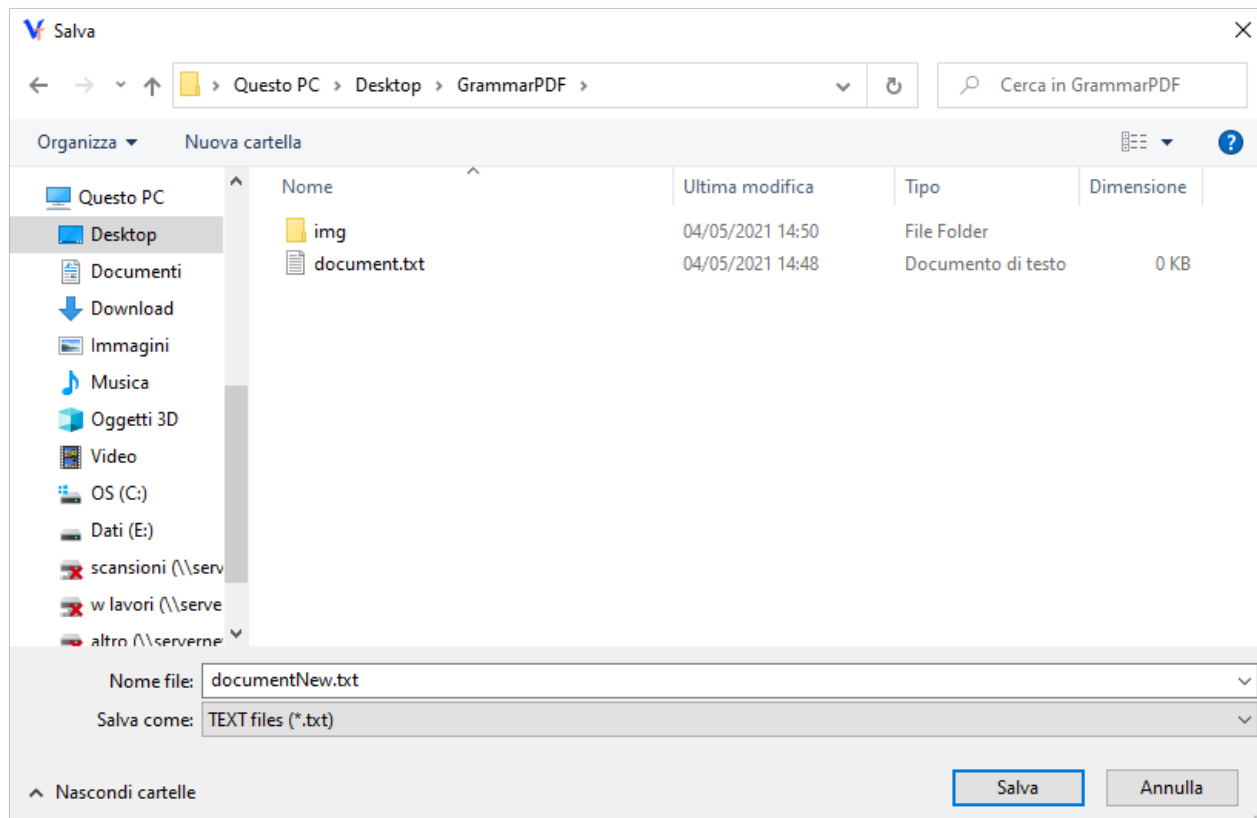 Salva
Questo PC > Desktop > GrammarPDF >
Cerca in GrammarPDF
Organizza
Nuova cartella
?
Nome Ultima modifica Tipo Dimensione
img 04/05/2021 14:50 File Folder
document.txt 04/05/2021 14:48 Documento di testo 0 KB
Questo PC
Desktop
Documenti
Download
Immagini
Musica
Oggetti 3D
Video
OS (C:)
Dati (E:)
scansioni (\\serv
w lavori (\\serve
altro (\\serverne
Nome file: documentNew.txt
Salva come: TEXT files (*.txt)
Nascondi cartelle
Salva
Annulla